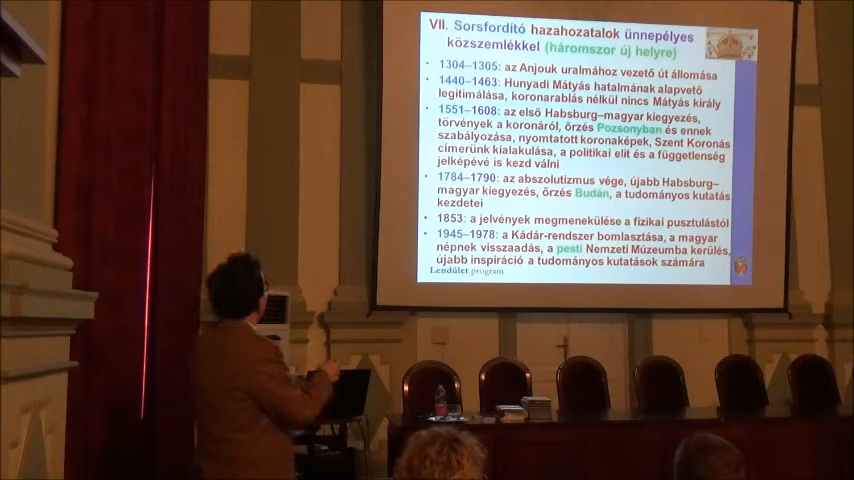 VII. Sorsfordító hazahozatalok ünnepélyes
közszemlékkel (háromszor új helyre)
• 1304–1305: az Anjouk uralmához vezető út állomása
• 1440–1463: Hunyadi Mátyás hatalmának alapvető
legitimálása, koronarablás nélkül nincs Mátyás király
• 1551–1608: az első Habsburg–magyar kiegyezés,
törvények a koronáról, őrzés Pozsonyban és ennek
szabályozása, nyomtatott koronaképek, Szent Koronás
címerünk kialakulása, a politikai elit és a függetlenség
jelképévé is kezd válni
• 1784–1790: az abszolutizmus vége, újabb Habsburg–
magyar kiegyezés, őrzés Budán, a tudományos kutatás
kezdetei
• 1853: a jelvények megmenekülése a fizikai pusztulástól
• 1945–1978: a Kádár-rendszer bomlasztása, a magyar
népnek visszaadás, a pesti Nemzeti Múzeumba kerülés,
újabb inspiráció a tudományos kutatások számára
Lendület program